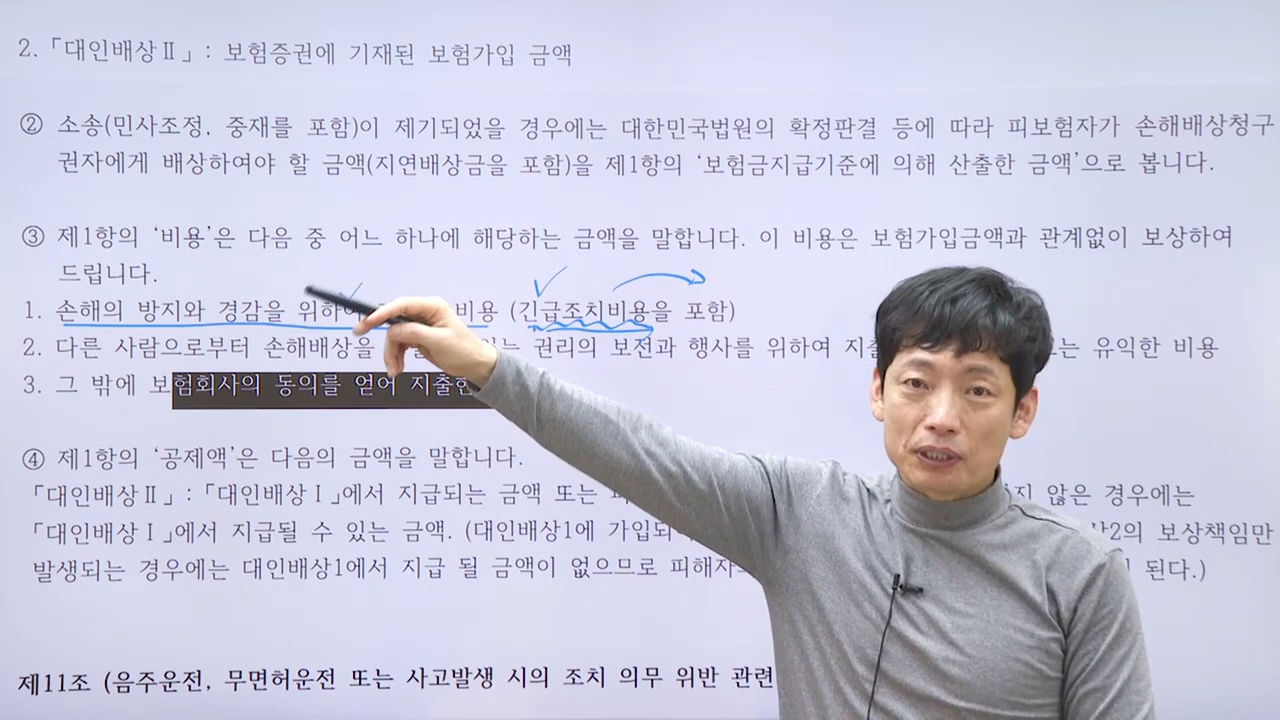 2. 「대인배상Ⅱ」 : 보험증권에 기재된 보험가입 금액
② 소송(민사조정, 중재를 포함)이 제기되었을 경우에는 대한민국법원의 확정판결 등에 따라 피보험자가 손해배상청구
권자에게 배상하여야 할 금액(지연배상금을 포함)을 제1항의 '보험금지급기준에 의해 산출한 금액'으로 봅니다.
③ 제1항의 '비용'은 다음 중 어느 하나에 해당하는 금액을 말합니다. 이 비용은 보험가입금액과 관계없이 보상하여
드립니다.
1. 손해의 방지와 경감을 위하여 비용 (긴급조치비용을 포함)
2. 다른 사람으로부터 손해배상을 있는 권리의 보전과 행사를 위하여 유익한 비용
3. 그 밖에 보험회사의 동의를 얻어 지출한
④ 제1항의 '공제액'은 다음의 금액을 말합니다.
「대인배상Ⅱ」 : 「대인배상Ⅰ」에서 지급되는 금액 또는 않은 경우에는
「대인배상Ⅰ」에서 지급될 수 있는 금액. (대인배상1에 보상책임만
발생되는 경우에는 대인배상1에서 지급 될 금액이 없으므로 된다.)
제11조 (음주운전, 무면허운전 또는 사고발생 시의 조치 의무 위반 관련